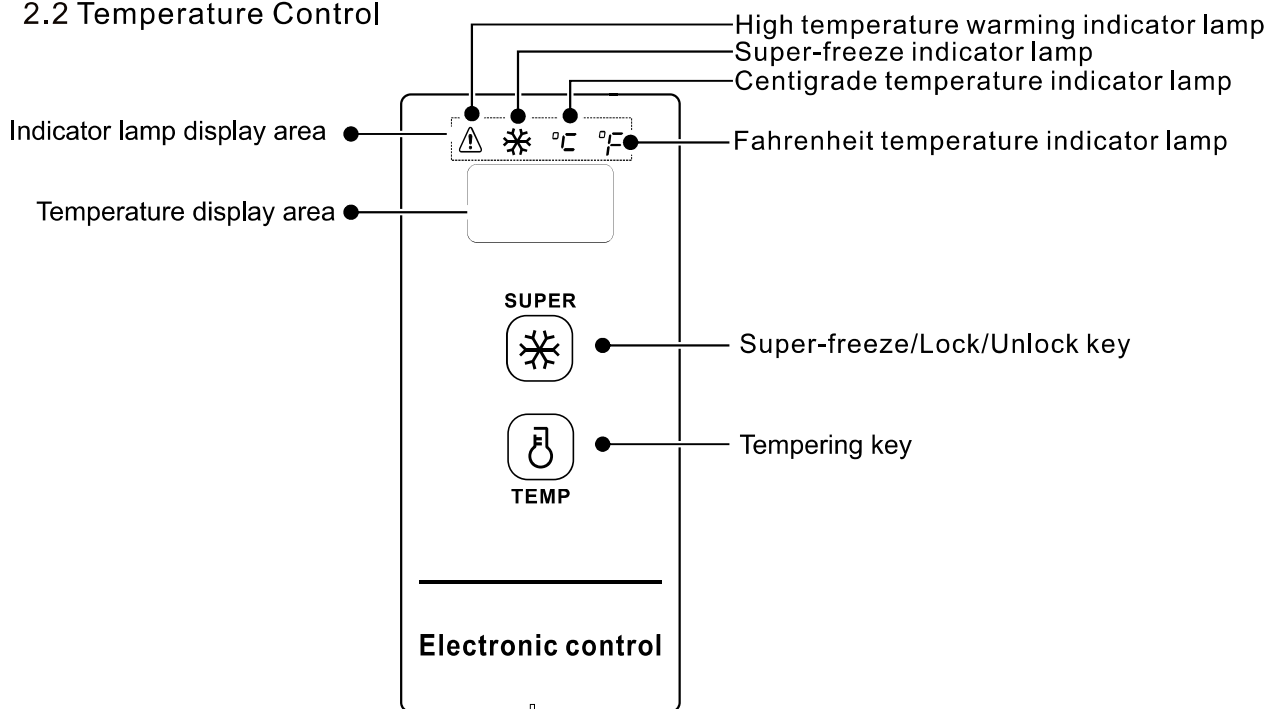 2.2 Temperature Control
High temperature warming indicator lamp
Super-freeze indicator lamp
Centigrade temperature indicator lamp
Indicator lamp display area
°C °F
Fahrenheit temperature indicator lamp
Temperature display area
SUPER
Super-freeze/Lock/Unlock key
Tempering key
TEMP
Electronic control